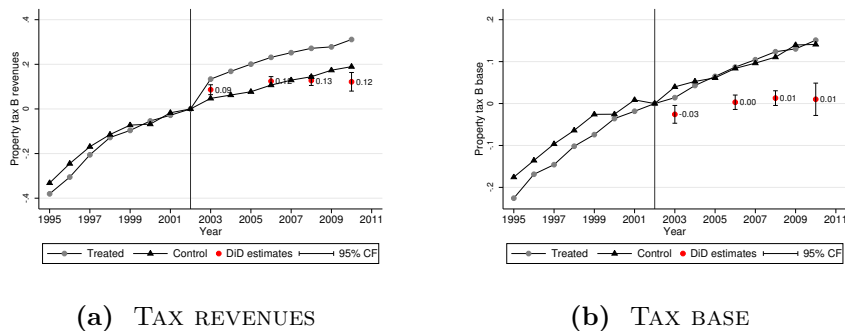 Property tax B revenues
.4
.2
0
-.2
-.4
0.09
0.13
0.12
1995 1997 1999 2001 2003 2005 2007 2009 2011
Year
Treated Control DiD estimates 95% CF
(a) TAX REVENUES
Property tax B base
.2
.1
0
-.1
-.2
-0.03
0.00
0.01
0.01
1995 1997 1999 2001 2003 2005 2007 2009 2011
Year
Treated Control DiD estimates 95% CF
(b) TAX BASE